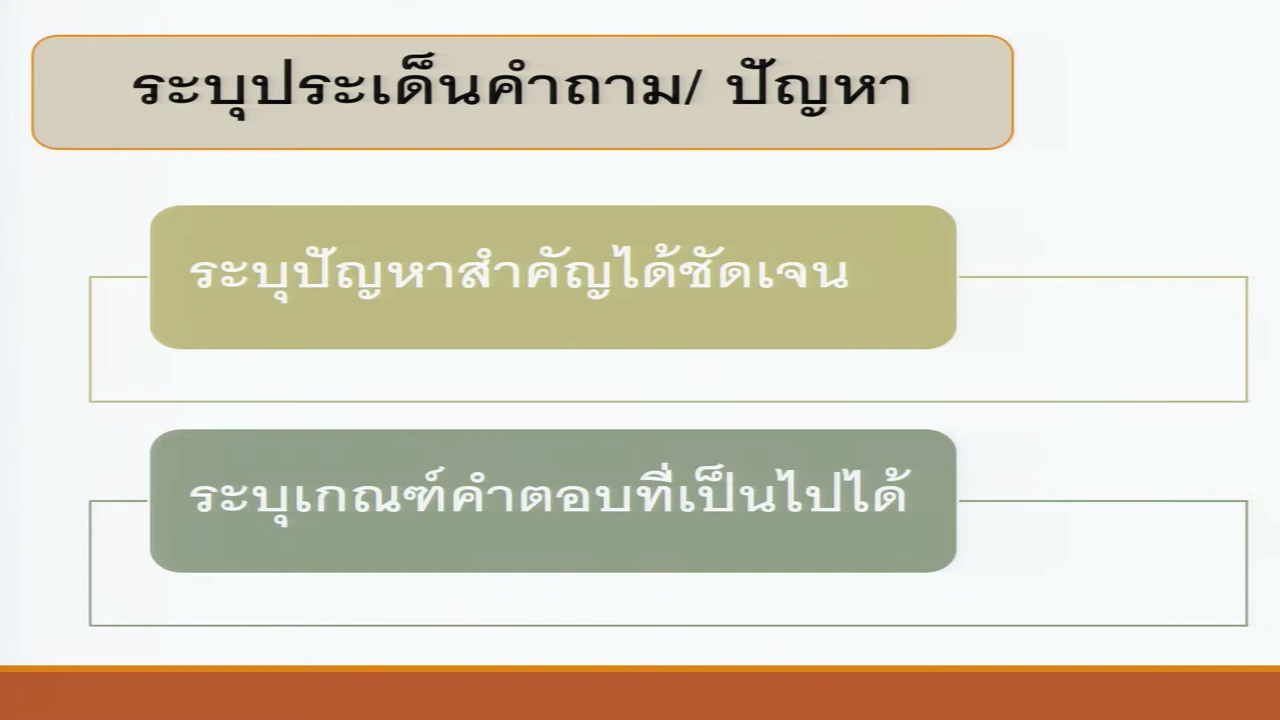 ระบุประเด็นคำถาม/ ปัญหา
ระบุปัญหาสำคัญได้ชัดเจน
ระบุเกณฑ์คำตอบที่เป็นไปได้